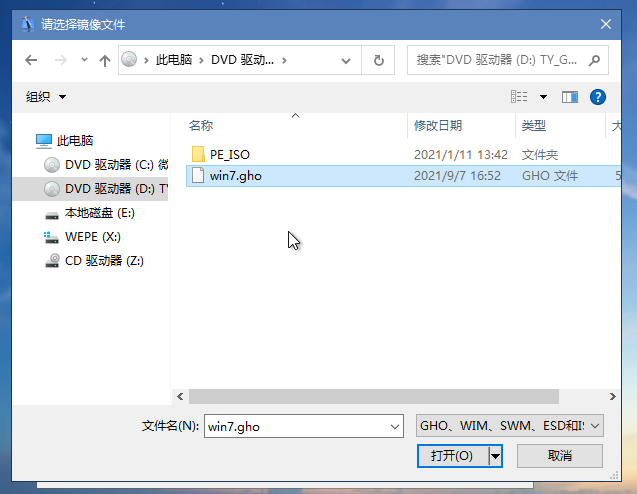 请选择镜像文件
此电脑 DVD 驱动... 搜索"DVD 驱动器 (D:) TY_G...
组织
名称 修改日期 类型 大
此电脑
DVD 驱动器 (C:) 微
DVD 驱动器 (D:) TY
本地磁盘 (E:)
WEPE (X:)
CD 驱动器 (Z:)
PE_ISO 2021/1/11 13:42 文件夹
win7.gho 2021/9/7 16:52 GHO 文件 5
文件名(N): win7.gho GHO、WIM、SWM、ESD和IS
打开(O) 取消